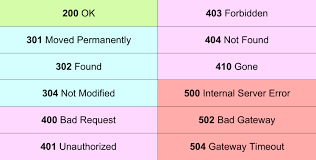 200 OK
301 Moved Permanently
302 Found
304 Not Modified
400 Bad Request
401 Unauthorized
403 Forbidden
404 Not Found
410 Gone
500 Internal Server Error
502 Bad Gateway
504 Gateway Timeout